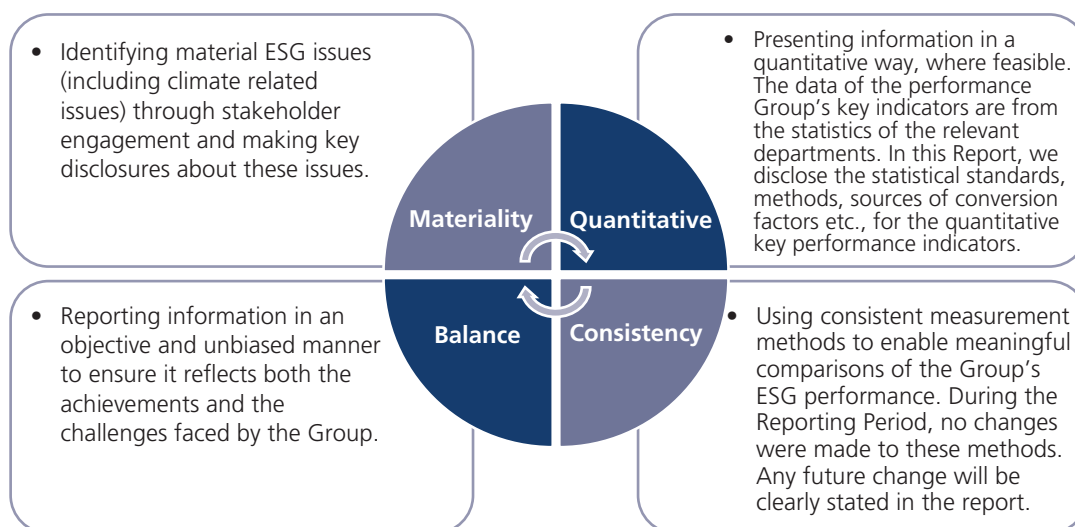 • Identifying material ESG issues
(including climate related
issues) through stakeholder
engagement and making key
disclosures about these issues.
• Presenting information in a
quantitative way, where feasible.
The data of the performance
Group's key indicators are from
the statistics of the relevant
departments. In this Report, we
disclose the statistical standards,
methods, sources of conversion
factors etc., for the quantitative
key performance indicators.
Materiality
Quantitative
Balance
Consistency
• Reporting information in an
objective and unbiased manner
to ensure it reflects both the
achievements and the
challenges faced by the Group.
• Using consistent measurement
methods to enable meaningful
comparisons of the Group's
ESG performance. During the
Reporting Period, no changes
were made to these methods.
Any future change will be
clearly stated in the report.